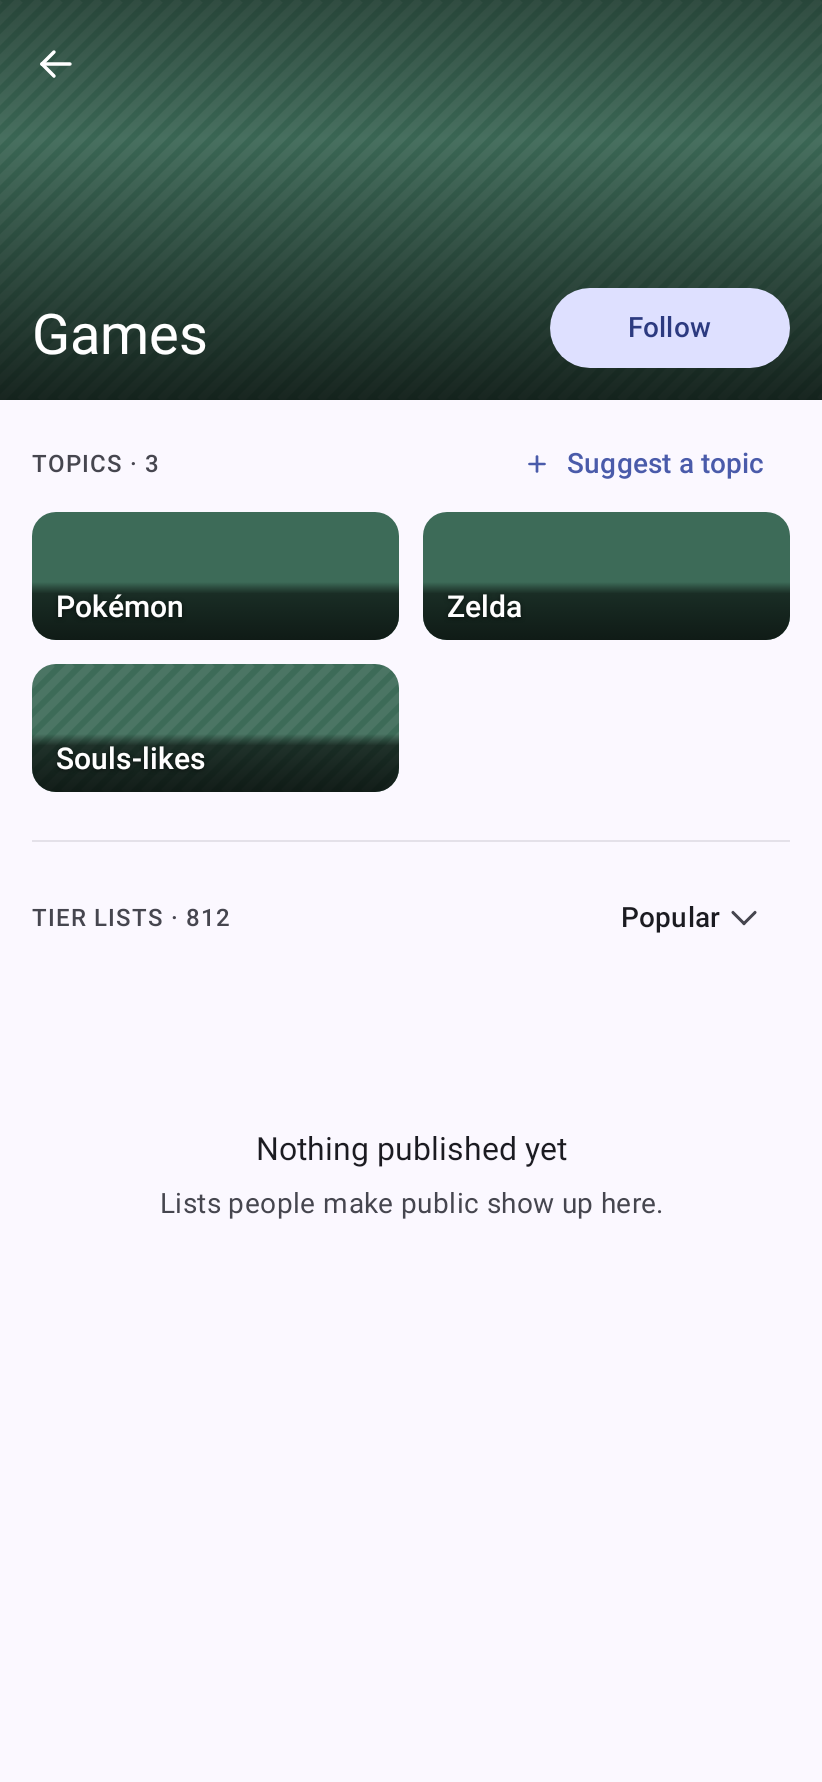 Games
Follow
TOPICS · 3
+ Suggest a topic
Pokémon
Zelda
Souls-likes
TIER LISTS · 812
Popular
Nothing published yet
Lists people make public show up here.